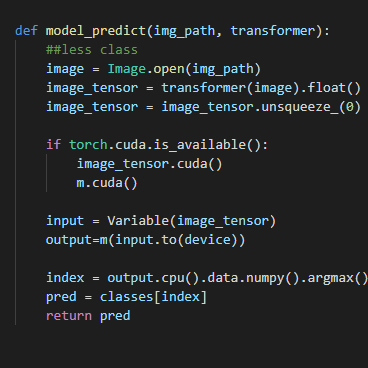 def model_predict(img_path, transformer):
##less class
image = Image.open(img_path)
image_tensor = transformer(image).float()
image_tensor = image_tensor.unsqueeze_(0)
if torch.cuda.is_available():
image_tensor.cuda()
m.cuda()
input = Variable(image_tensor)
output=m(input.to(device))
index = output.cpu().data.numpy().argmax()
pred = classes[index]
return pred